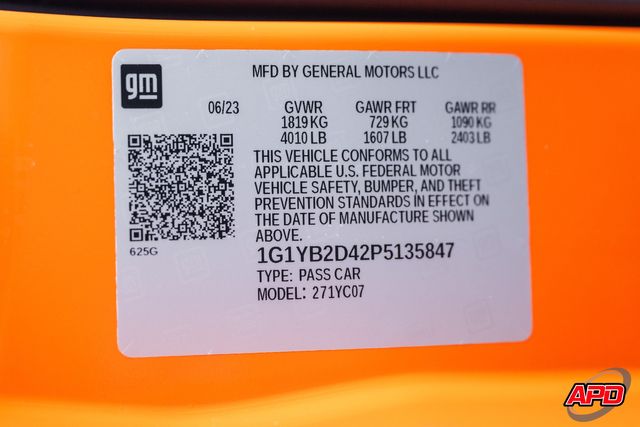 gm
MFD BY GENERAL MOTORS LLC
06/23 GVWR GAWR FRT GAWR RR
1819 KG 729 KG 1090 KG
4010 LB 1607 LB 2403 LB
THIS VEHICLE CONFORMS TO ALL
APPLICABLE U.S. FEDERAL MOTOR
VEHICLE SAFETY, BUMPER, AND THEFT
PREVENTION STANDARDS IN EFFECT ON
THE DATE OF MANUFACTURE SHOWN
ABOVE.
625G
1G1YB2D42P5135847
TYPE: PASS CAR
MODEL: 271YC07
APD